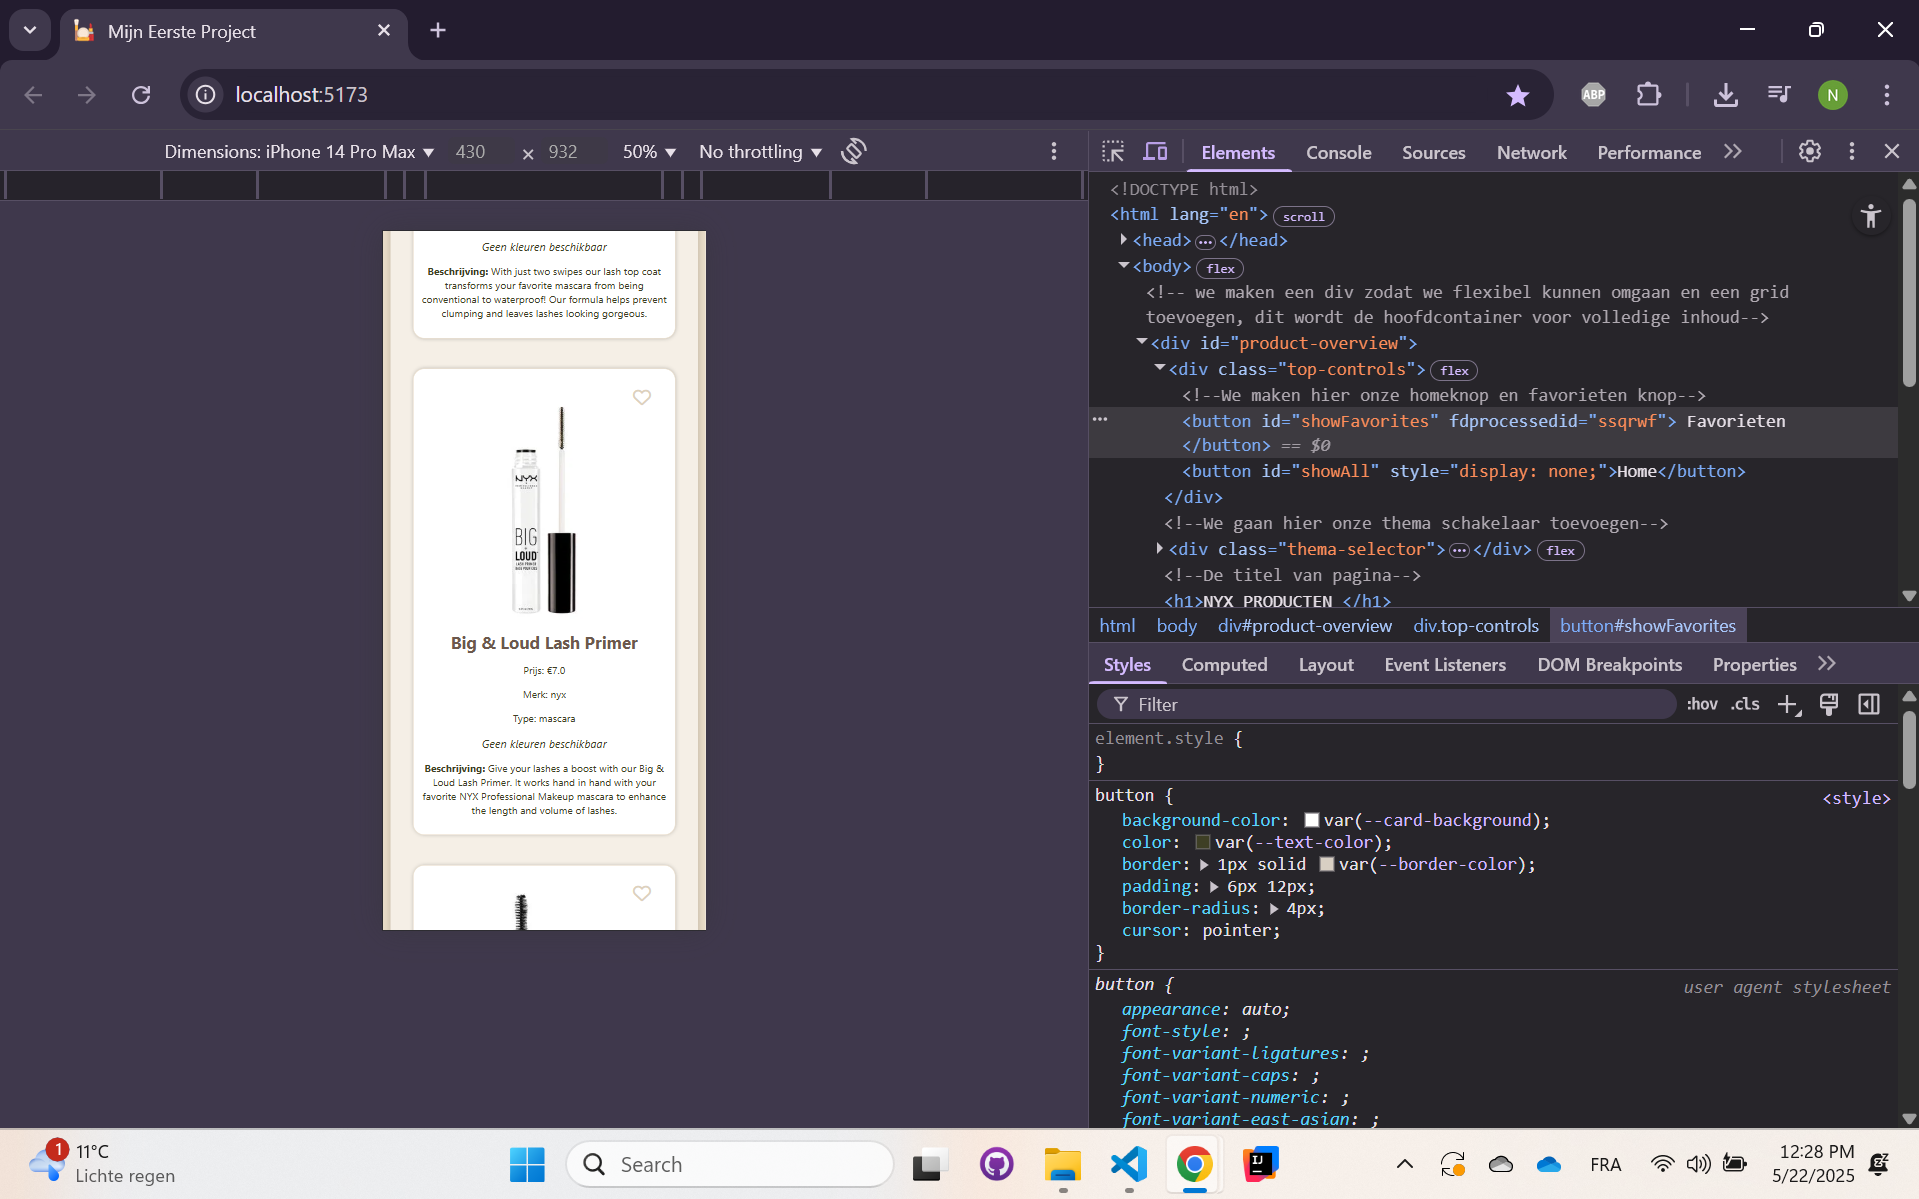 Mijn Eerste Project
localhost:5173
ABP
N
Dimensions: iPhone 14 Pro Max
430
×
932
50%
No throttling
Elements
Console
Sources
Network
Performance
Geen kleuren beschikbaar
Beschrijving: With just two swipes our lash top coat
transforms your favorite mascara from being
conventional to waterproof! Our formula helps prevent
clumping and leaves lashes looking gorgeous.
NYX
BIG
LOUD
Big & Loud Lash Primer
Prijs: €7.0
Merk: nyx
Type: mascara
Geen kleuren beschikbaar
Beschrijving: Give your lashes a boost with our Big &
Loud Lash Primer. It works hand in hand with your
favorite NYX Professional Makeup mascara to enhance
the length and volume of lashes.
<!DOCTYPE html>
<html lang="en"> scroll
<head> ••• </head>
<body> flex
<!-- we maken een div zodat we flexibel kunnen omgaan en een grid
toevoegen, dit wordt de hoofdcontainer voor volledige inhoud-->
<div id="product-overview">
<div class="top-controls"> flex
<!--We maken hier onze homeknop en favorieten knop-->
••• <button id="showFavorites" fdprocessedid="ssqrwf"> Favorieten
</button> == $0
<button id="showAll" style="display: none;">Home</button>
</div>
<!--We gaan hier onze thema schakelaar toevoegen-->
<div class="thema-selector"> ••• </div> flex
<!--De titel van pagina-->
<h1>NYX PRODUCTEN </h1>
html body div#product-overview div.top-controls button#showFavorites
Styles
Computed
Layout
Event Listeners
DOM Breakpoints
Properties
Filter
:hov
.cls
element.style {
}
button {
<style>
background-color: var(--card-background);
color: var(--text-color);
border: 1px solid var(--border-color);
padding: 6px 12px;
border-radius: 4px;
cursor: pointer;
}
button {
user agent stylesheet
appearance: auto;
font-style: ;
font-variant-ligatures: ;
font-variant-caps: ;
font-variant-numeric: ;
font-variant-east-asian: ;
1
11°C
Lichte regen
Search
IJ
FRA
12:28 PM
5/22/2025